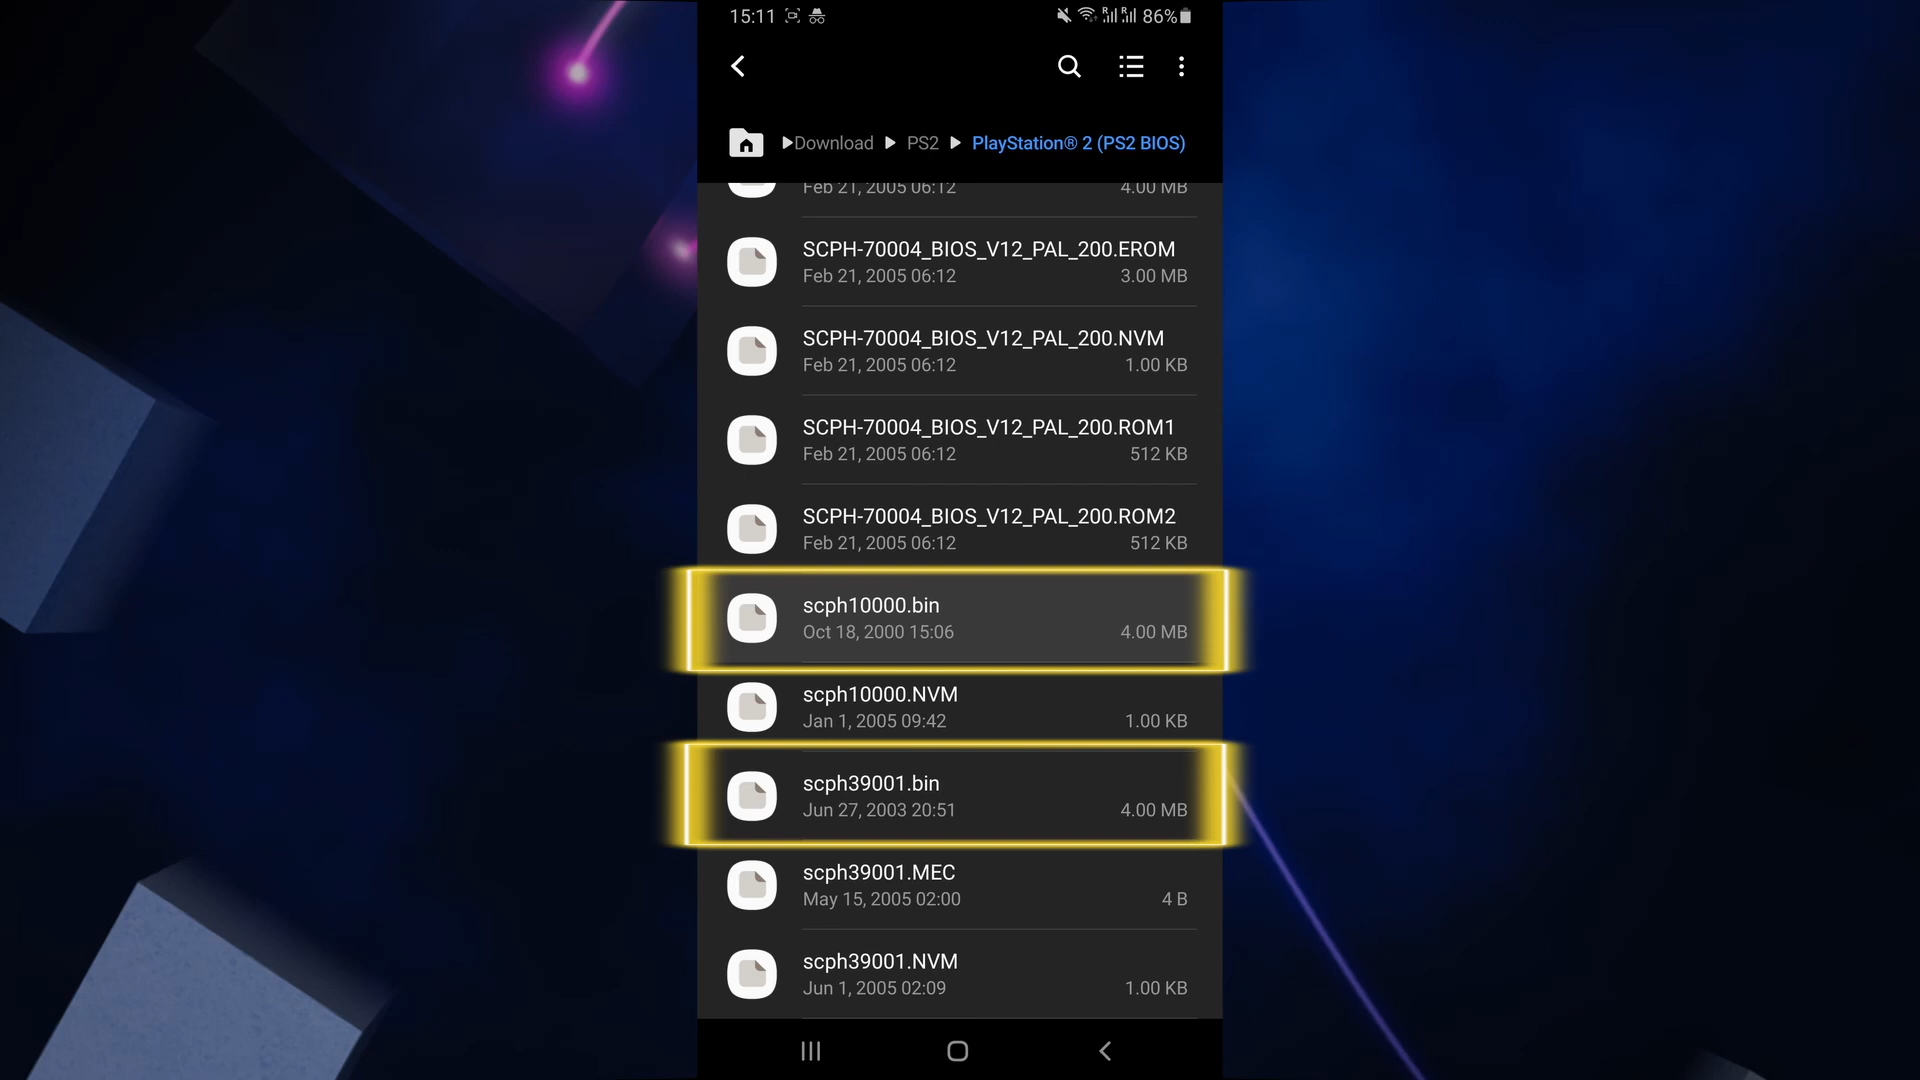 15:11 86%
Download PS2 PlayStation® 2 (PS2 BIOS)
Feb 21, 2005 06:12 4.00 MB
SCPH-70004_BIOS_V12_PAL_200.EROM
Feb 21, 2005 06:12 3.00 MB
SCPH-70004_BIOS_V12_PAL_200.NVM
Feb 21, 2005 06:12 1.00 KB
SCPH-70004_BIOS_V12_PAL_200.ROM1
Feb 21, 2005 06:12 512 KB
SCPH-70004_BIOS_V12_PAL_200.ROM2
Feb 21, 2005 06:12 512 KB
scph10000.bin
Oct 18, 2000 15:06 4.00 MB
scph10000.NVM
Jan 1, 2005 09:42 1.00 KB
scph39001.bin
Jun 27, 2003 20:51 4.00 MB
scph39001.MEC
May 15, 2005 02:00 4 B
scph39001.NVM
Jun 1, 2005 02:09 1.00 KB